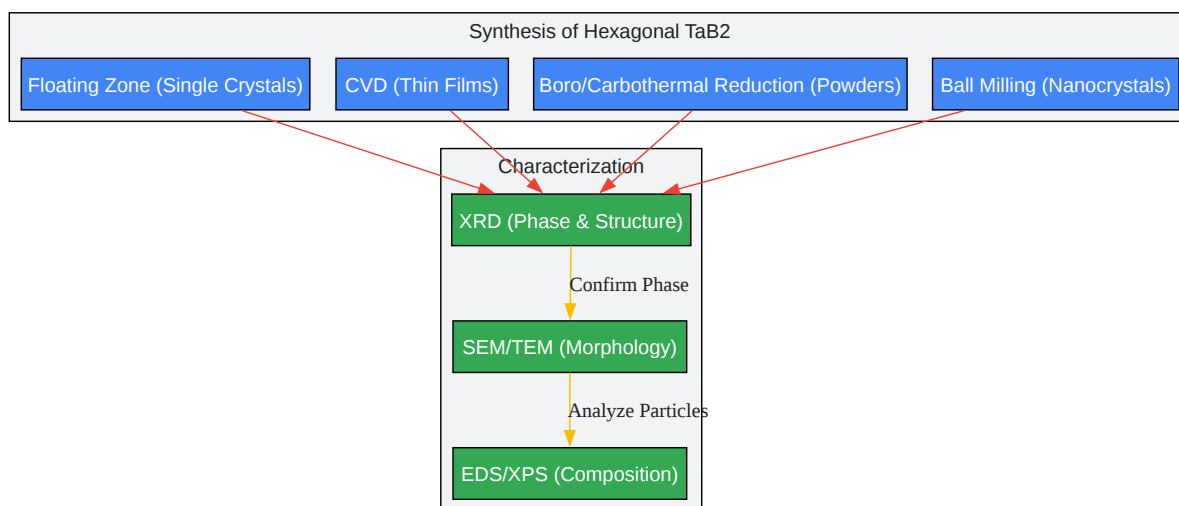 Synthesis of Hexagonal TaB2
Floating Zone (Single Crystals)
CVD (Thin Films)
Boro/Carbothermal Reduction (Powders)
Ball Milling (Nanocrystals)
Characterization
XRD (Phase & Structure)
Confirm Phase
SEM/TEM (Morphology)
Analyze Particles
EDS/XPS (Composition)